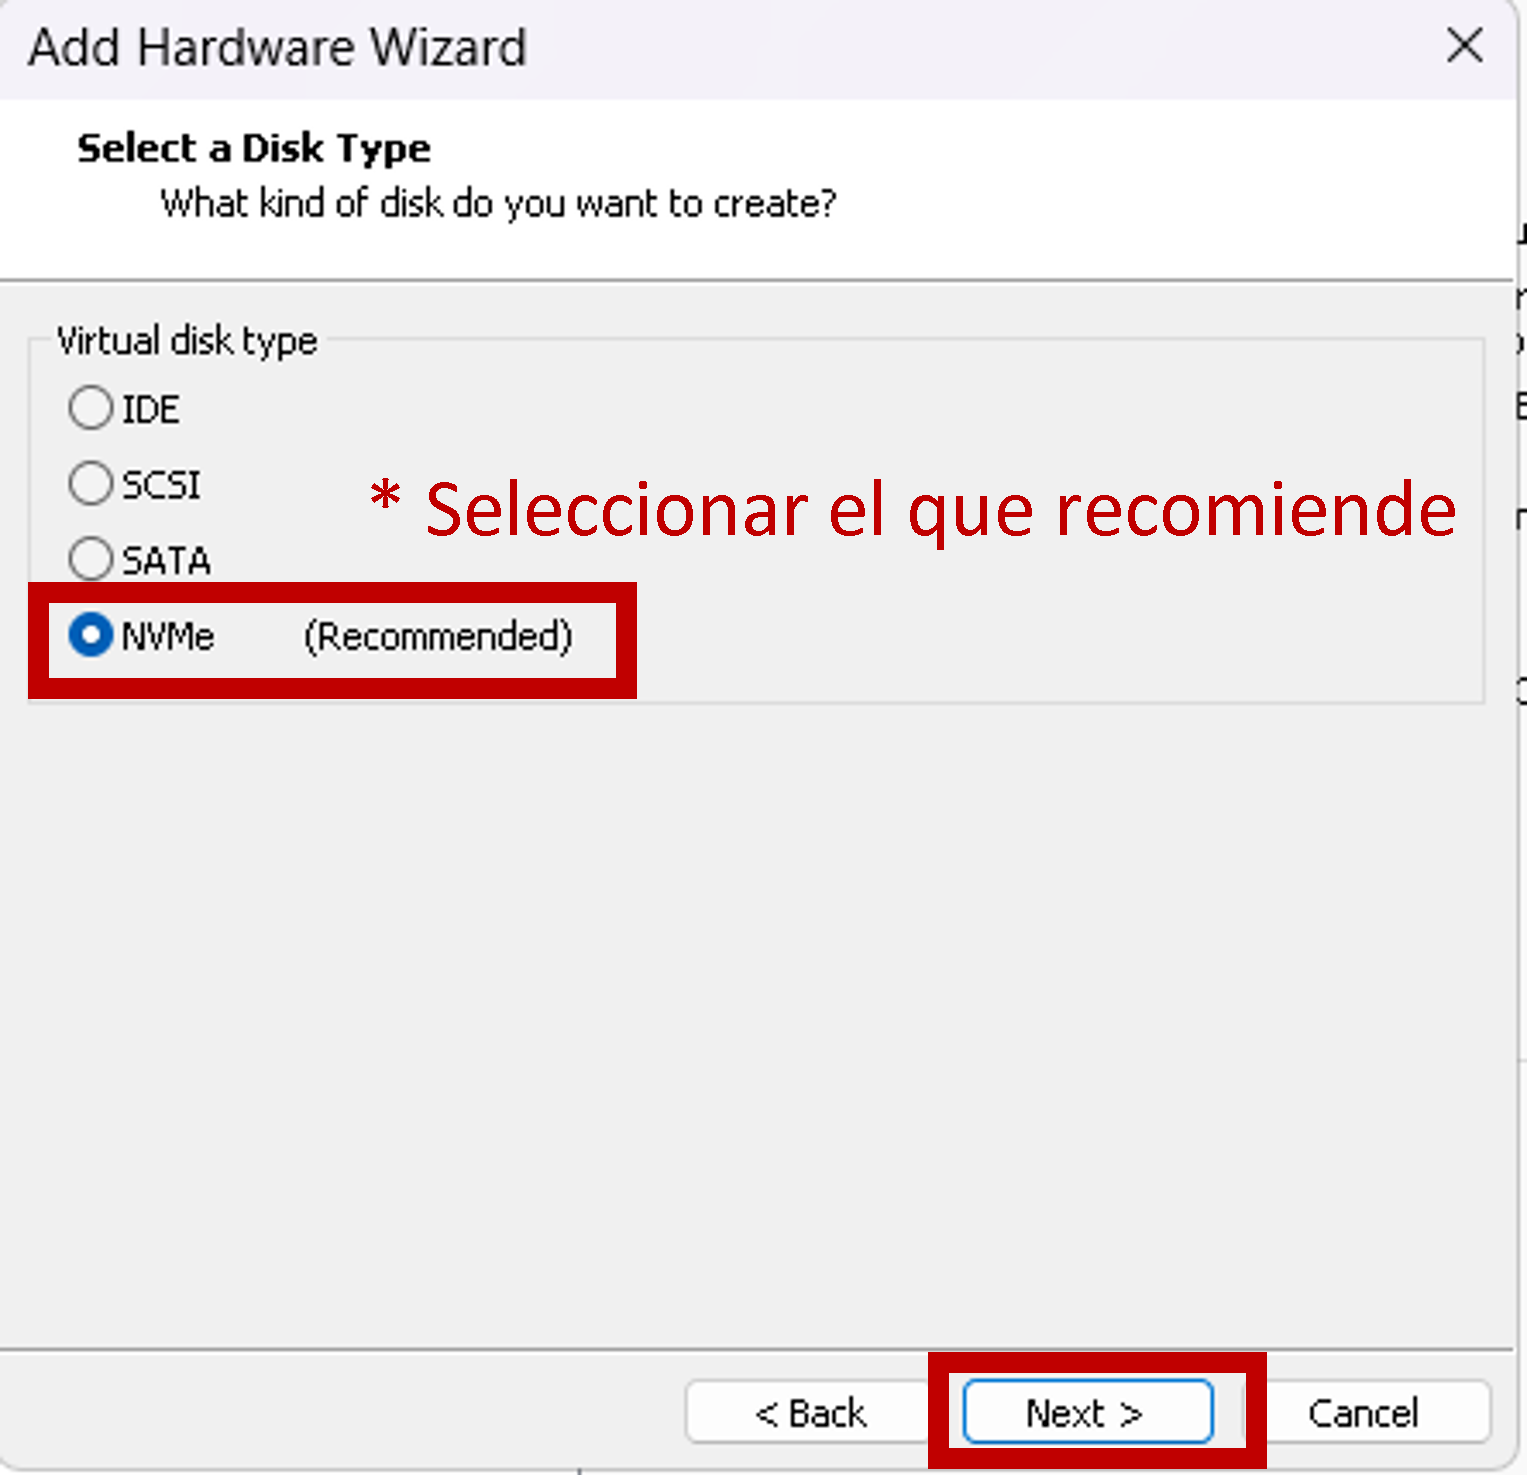 Add Hardware Wizard
Select a Disk Type
What kind of disk do you want to create?
Virtual disk type
IDE
SCSI
* Seleccionar el que recomiende
SATA
NVMe (Recommended)
< Back Next > Cancel